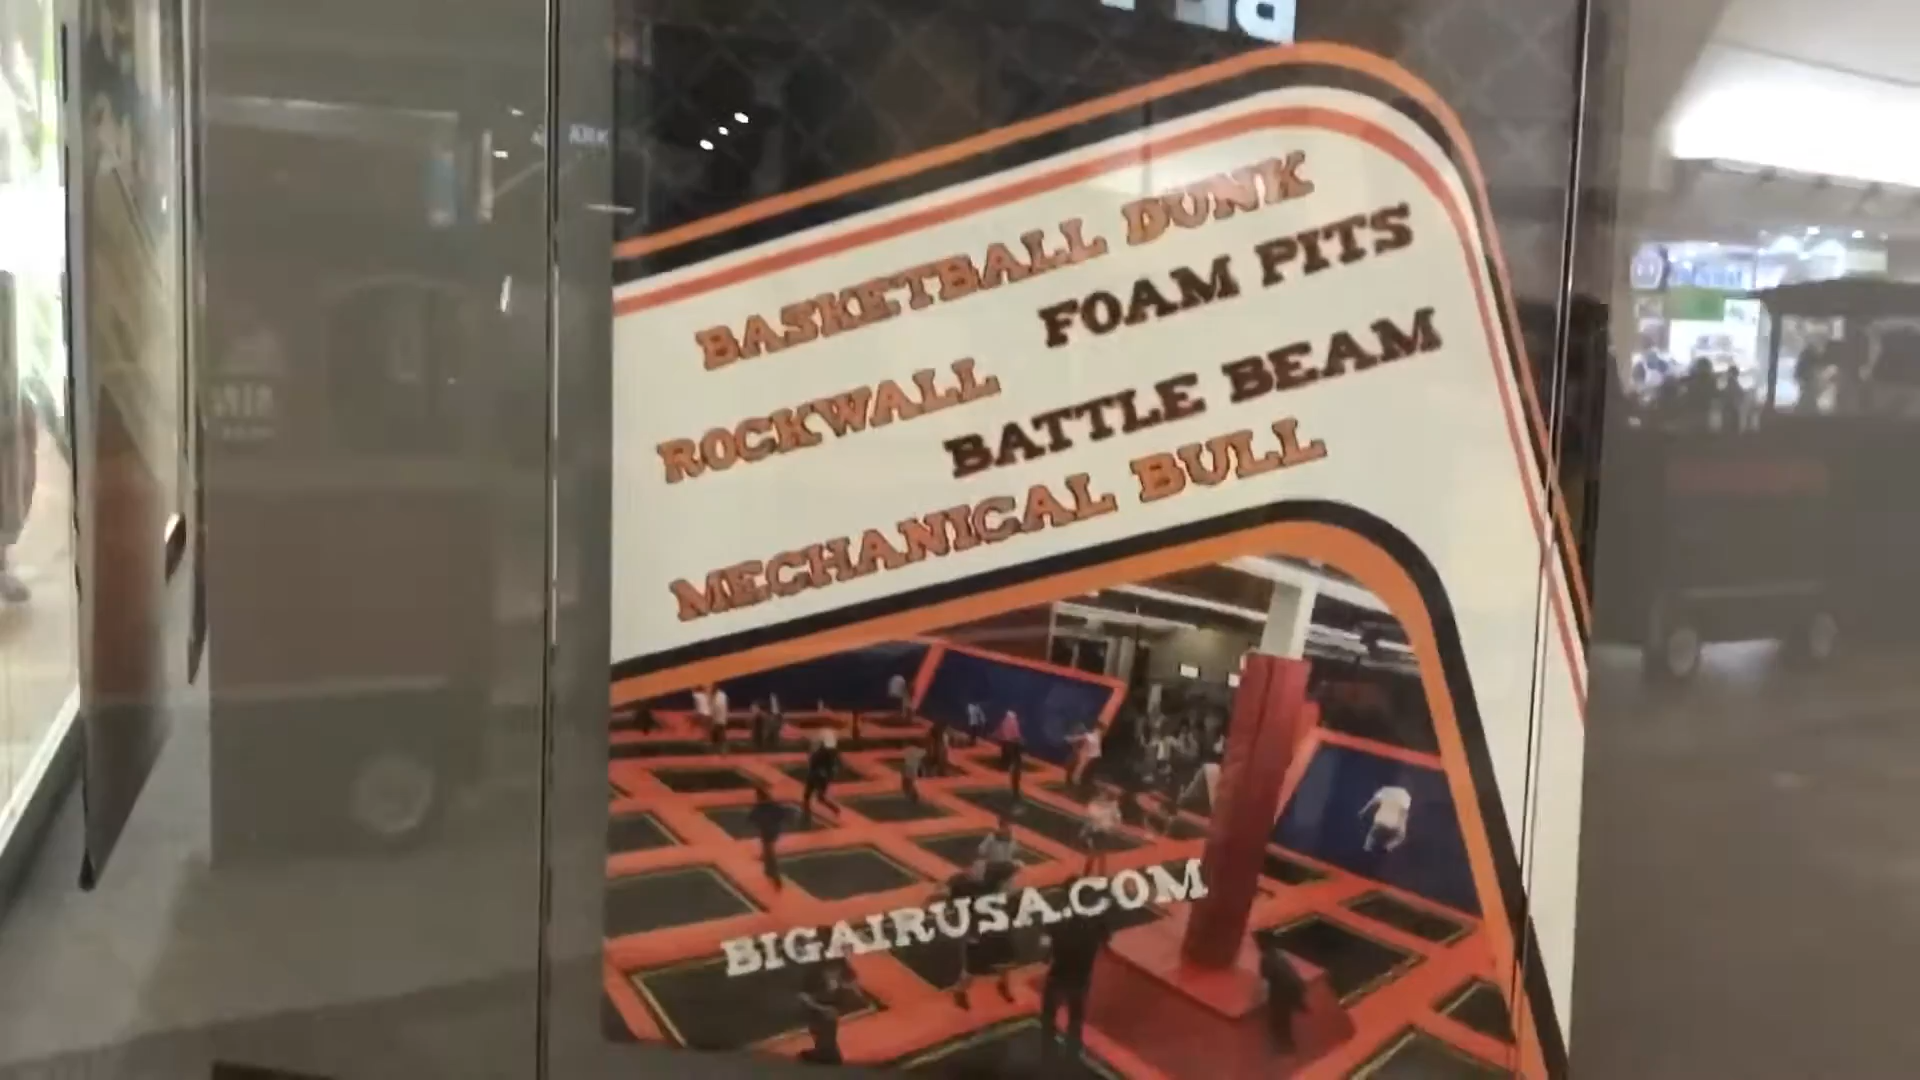 BASKETBALL DUNK
FOAM PITS
ROCKWALL
BATTLE BEAM
MECHANICAL BULL
BIGAIRUSA.COM